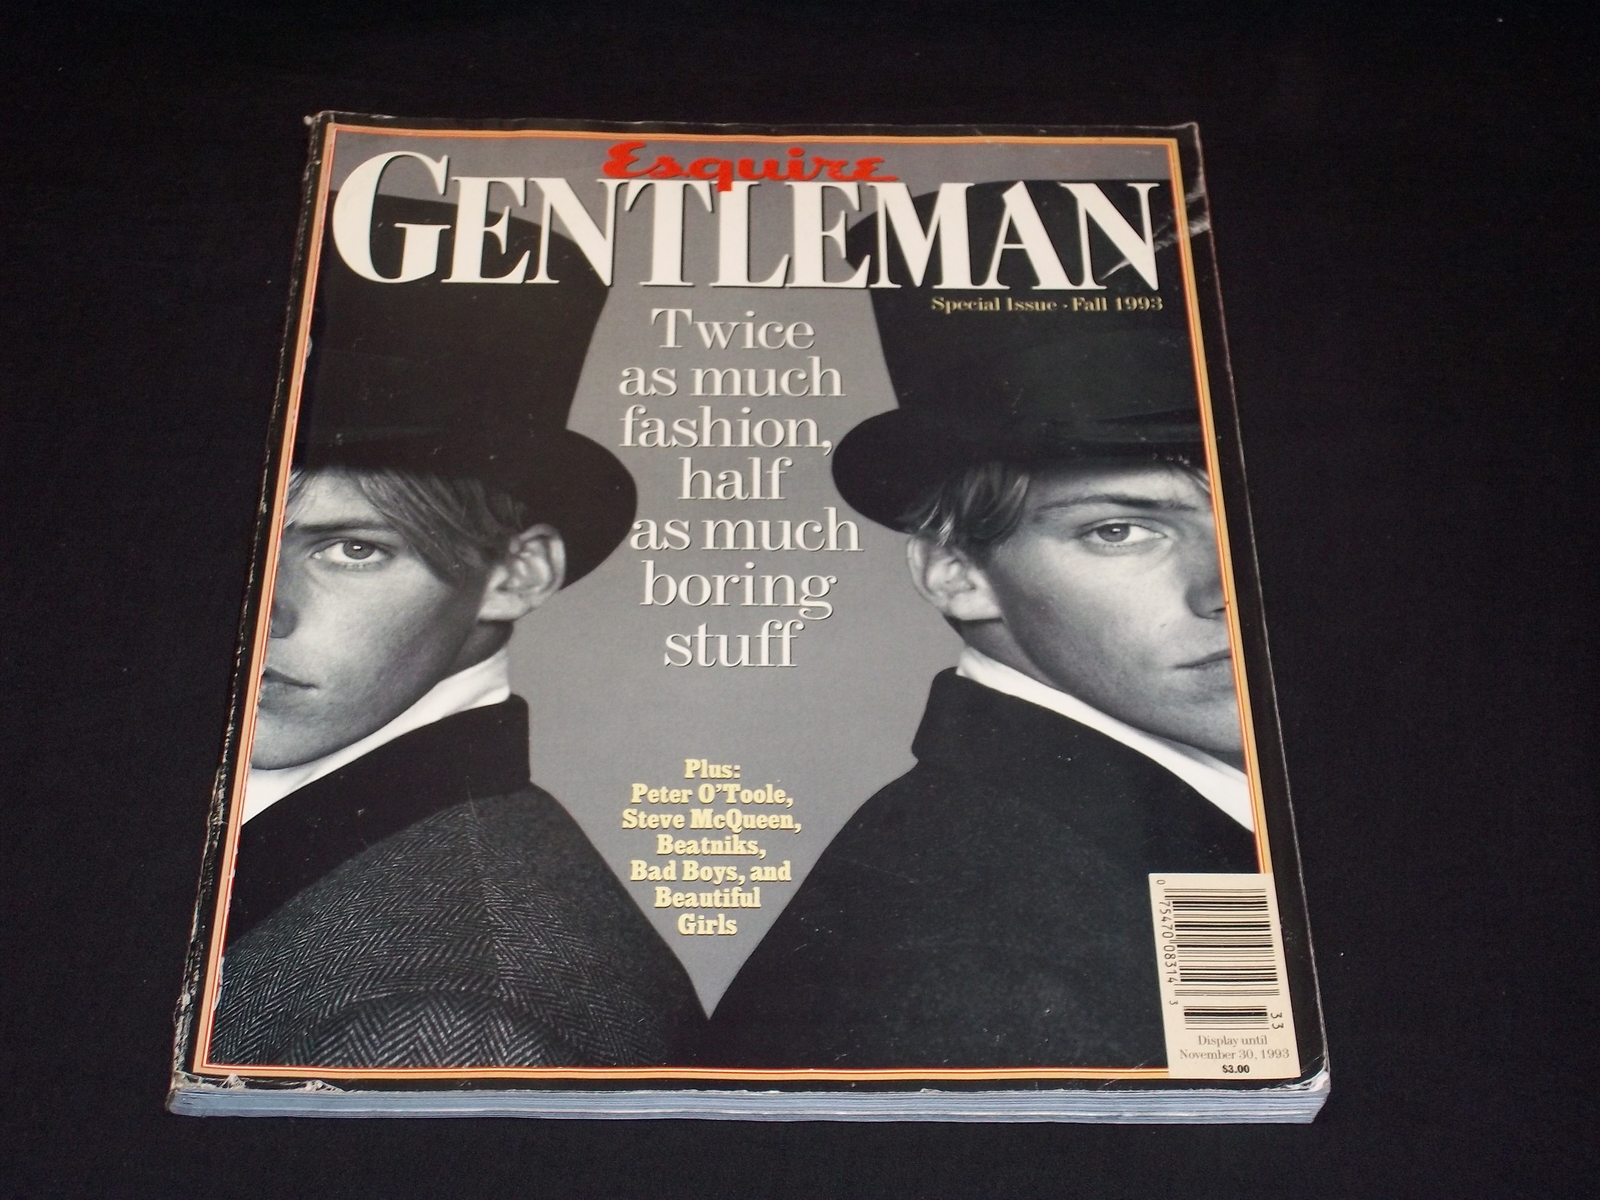 Esquire
GENTLEMAN
Special Issue · Fall 1993
Twice
as much
fashion,
half
as much
boring
stuff
Plus:
Peter O'Toole,
Steve McQueen,
Beatniks,
Bad Boys, and
Beautiful
Girls
0 75470 08314 3
33
Display until
November 30, 1993
$3.00